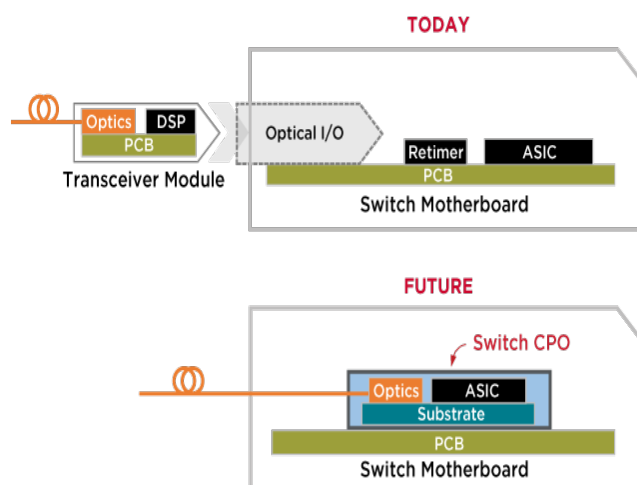 TODAY
Optics
DSP
PCB
Transceiver Module
Optical I/O
Retimer
ASIC
PCB
Switch Motherboard
FUTURE
Switch CPO
Optics
ASIC
Substrate
PCB
Switch Motherboard